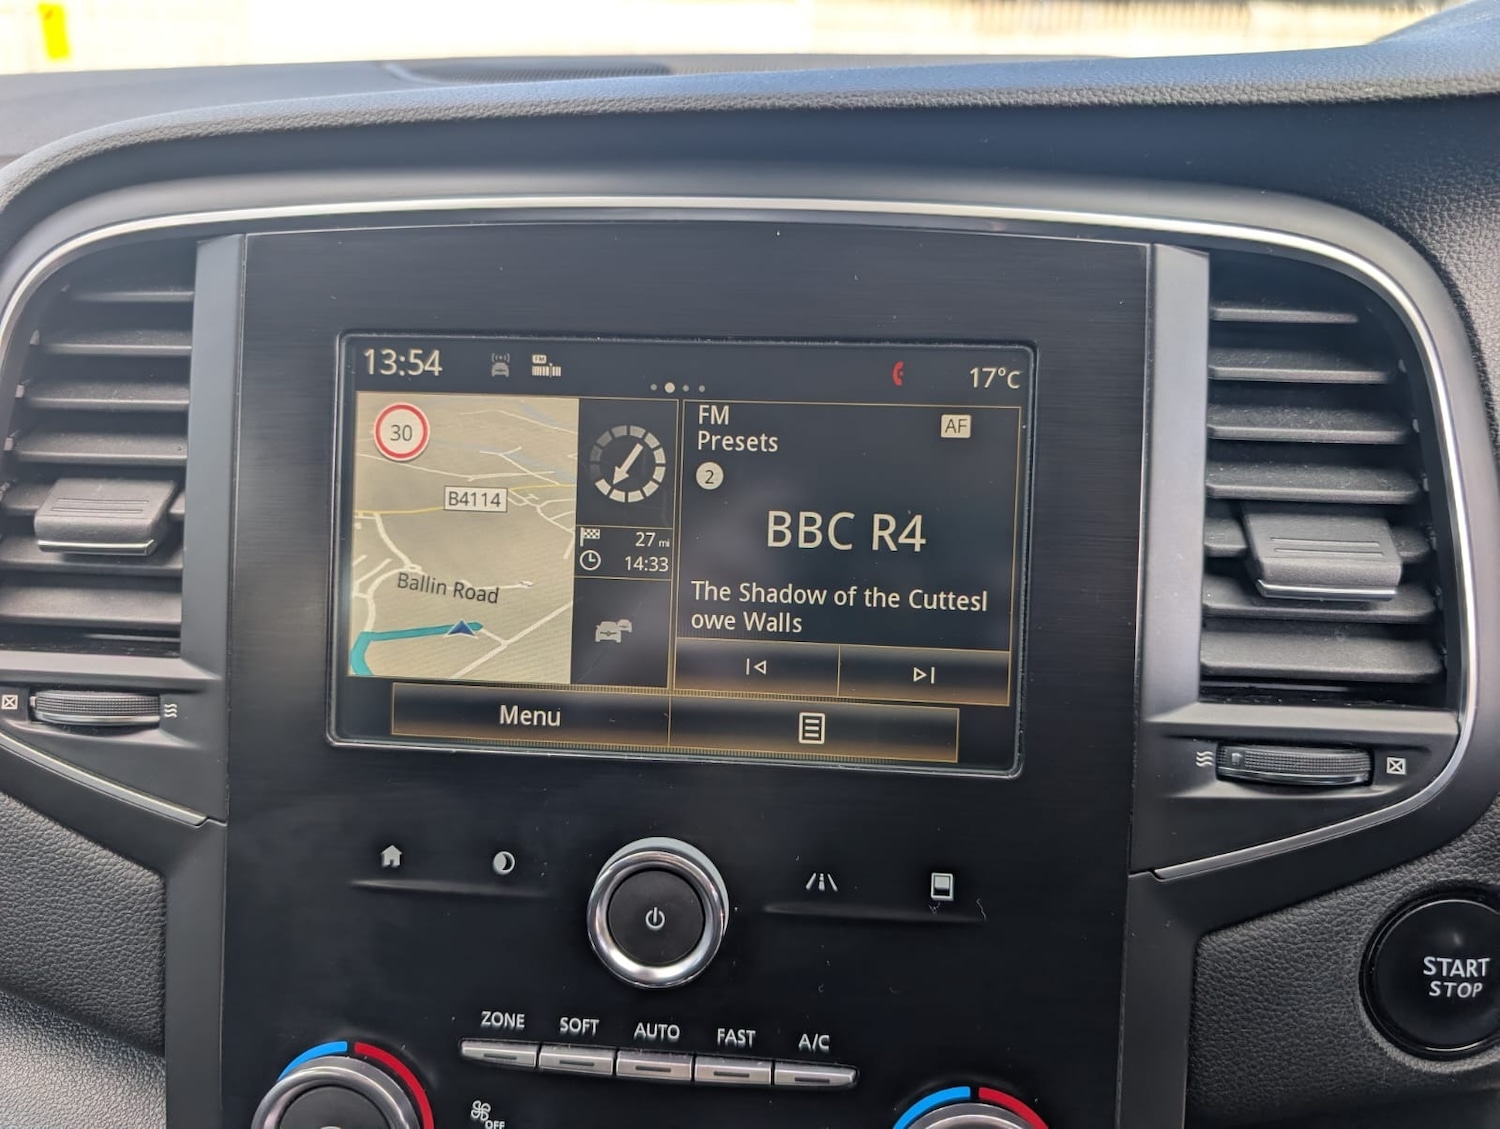 13:54
FM
17°C
30
B4114
Ballin Road
27 mi
14:33
FM
Presets
AF
2
BBC R4
The Shadow of the Cuttesl
owe Walls
Menu
START
STOP
ZONE
SOFT
AUTO
FAST
A/C
OFF